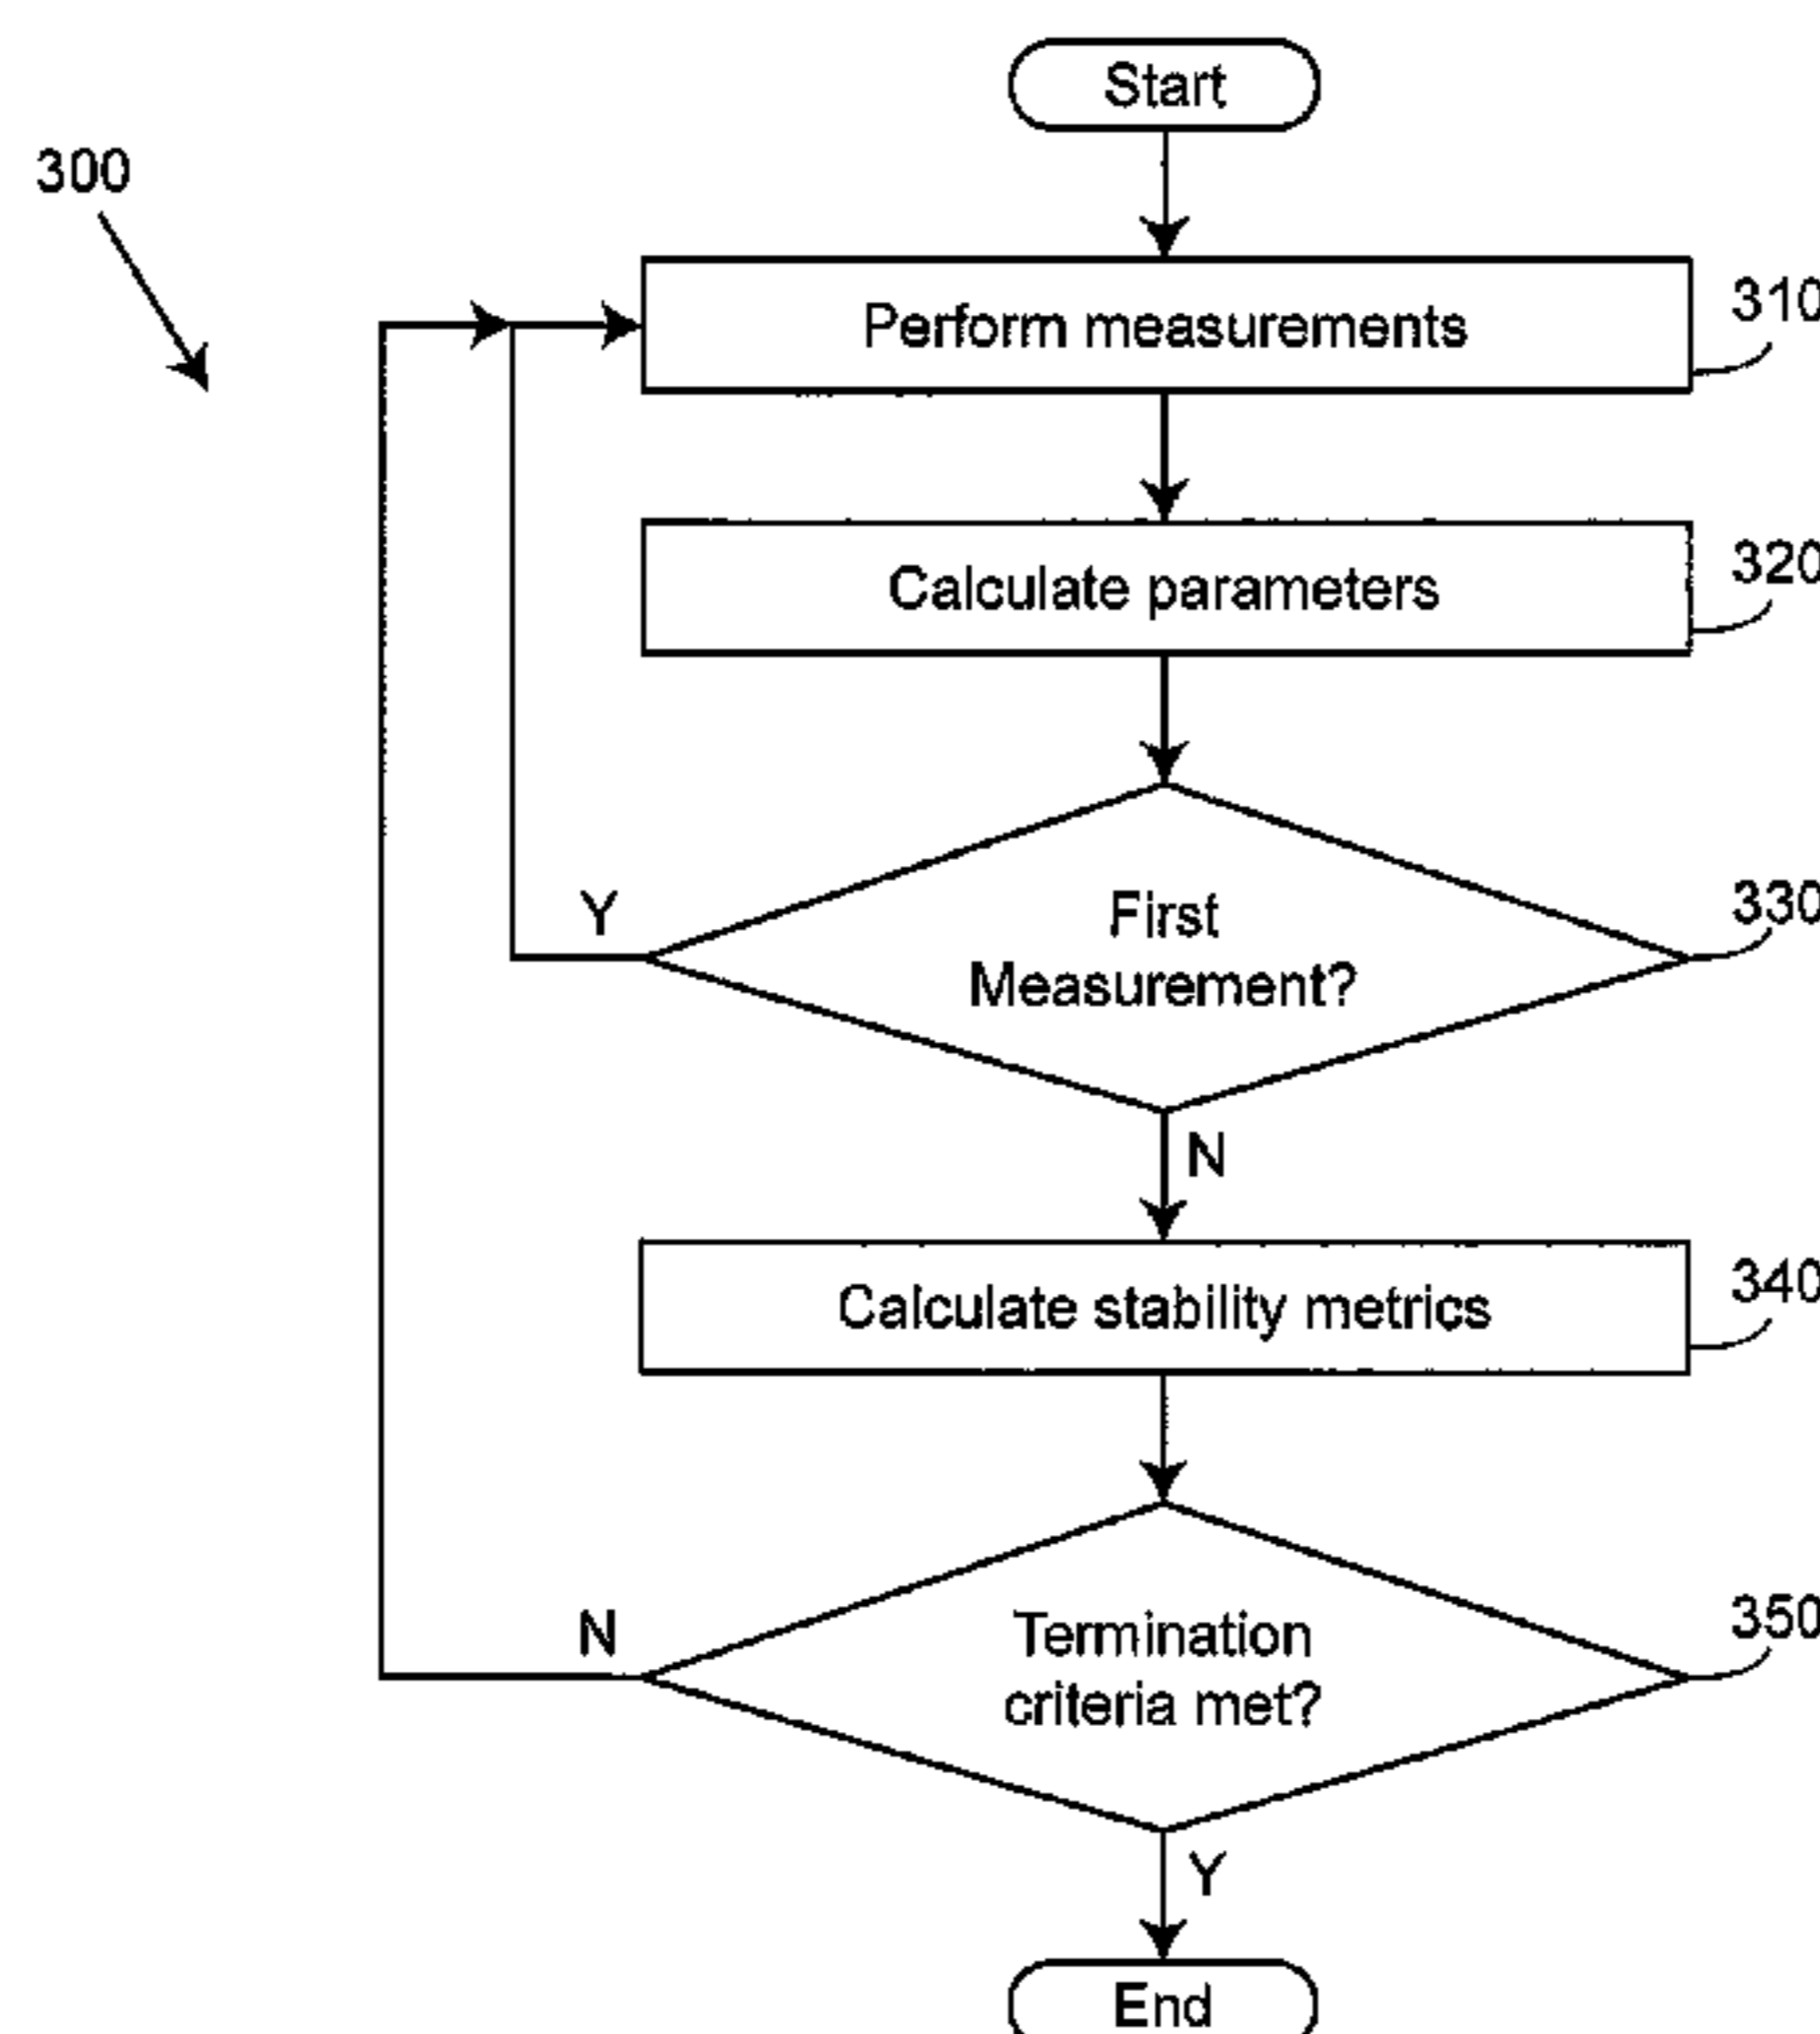 Start
300
Perform measurements
310
Calculate parameters
320
Y
First
Measurement?
330
N
Calculate stability metrics
340
N
Termination
criteria met?
350
Y
End